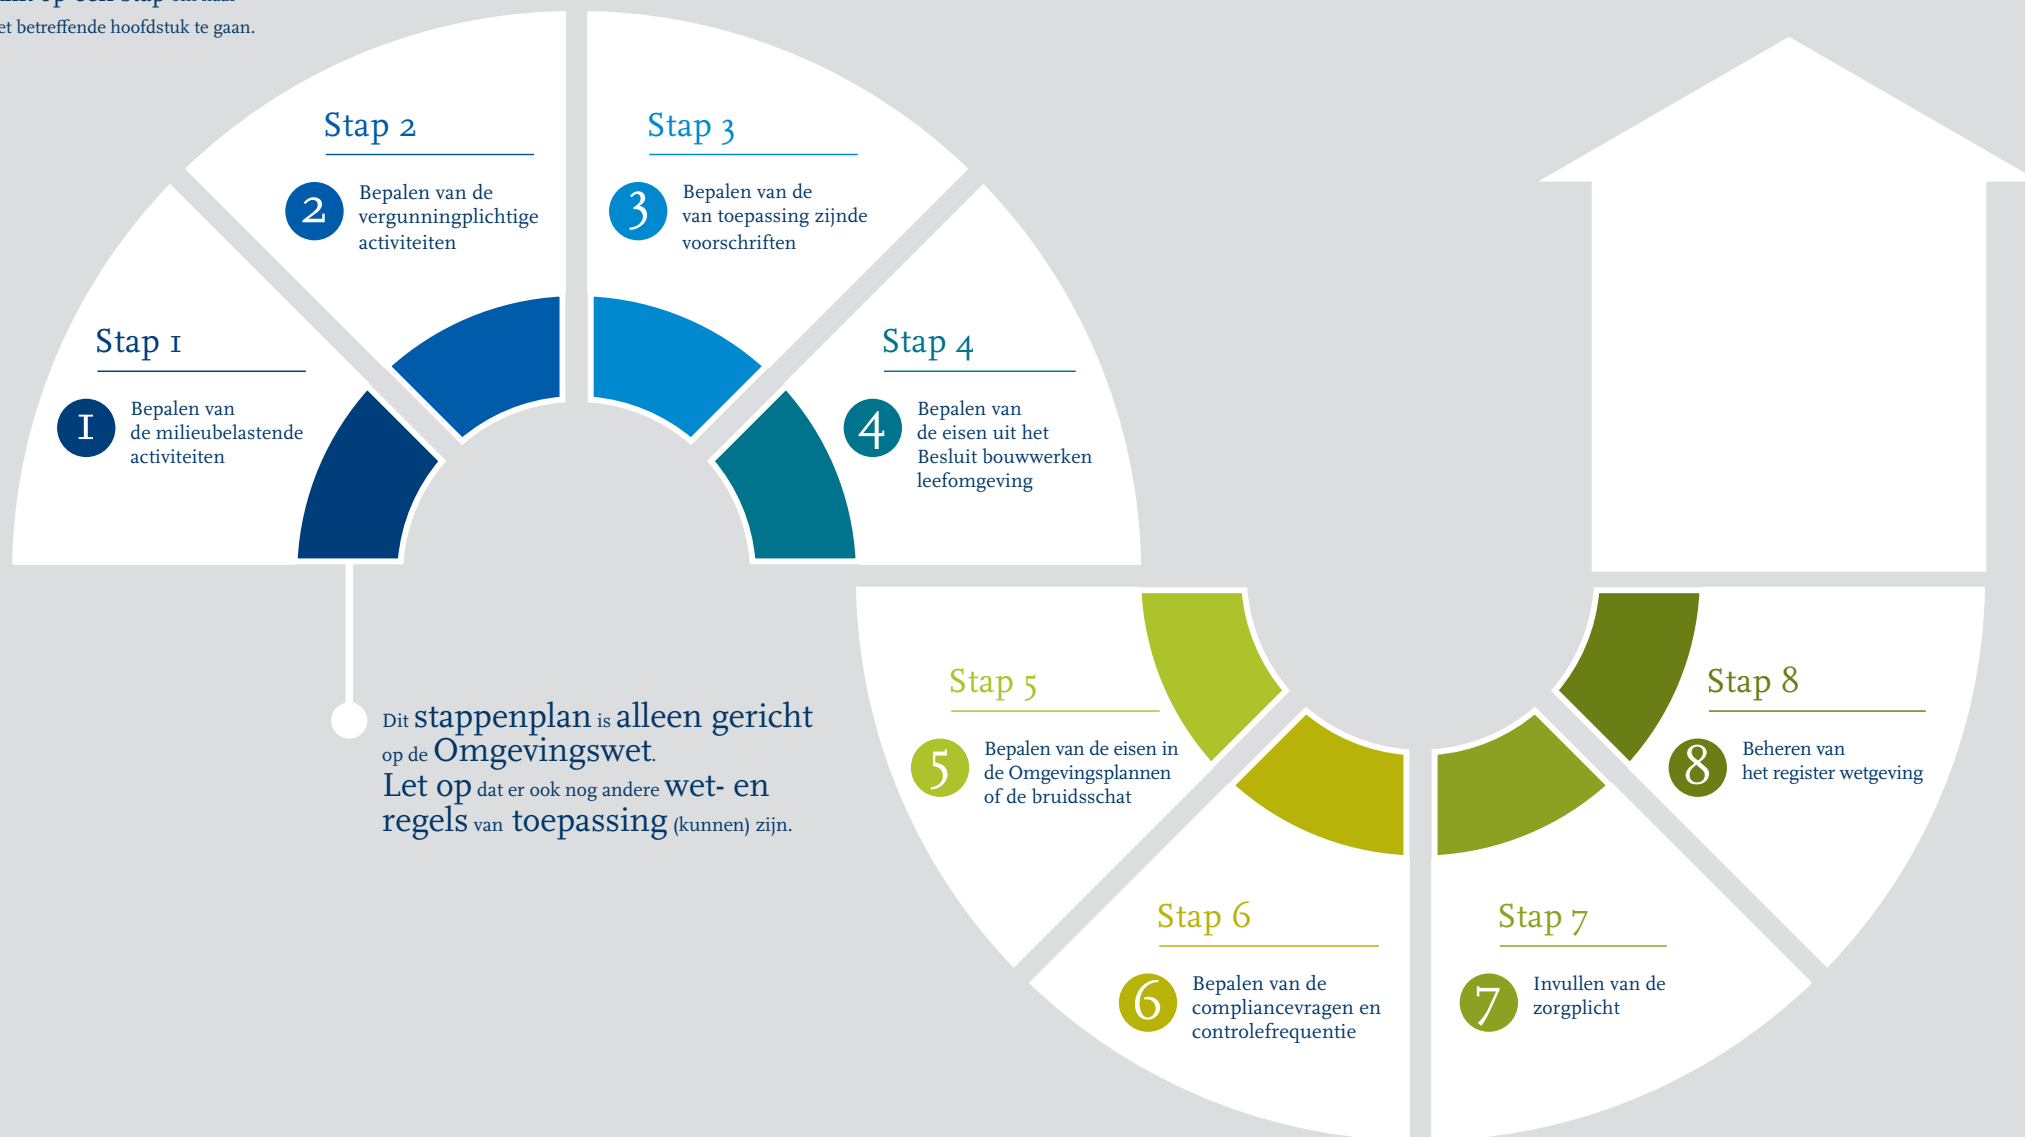 op een stap om naar
et betreffende hoofdstuk te gaan.
Stap 1
1
Bepalen van
de milieubelastende
activiteiten
Stap 2
2
Bepalen van de
vergunningplichtige
activiteiten
Stap 3
3
Bepalen van de
van toepassing zijnde
voorschriften
Stap 4
4
Bepalen van
de eisen uit het
Besluit bouwwerken
leefomgeving
Dit stappenplan is alleen gericht
op de Omgevingswet.
Let op dat er ook nog andere wet- en
regels van toepassing (kunnen) zijn.
Stap 5
5
Bepalen van de eisen in
de Omgevingsplannen
of de bruidsschat
Stap 6
6
Bepalen van de
compliancevragen en
controlefrequentie
Stap 7
7
Invullen van de
zorgplicht
Stap 8
8
Beheren van
het register wetgeving